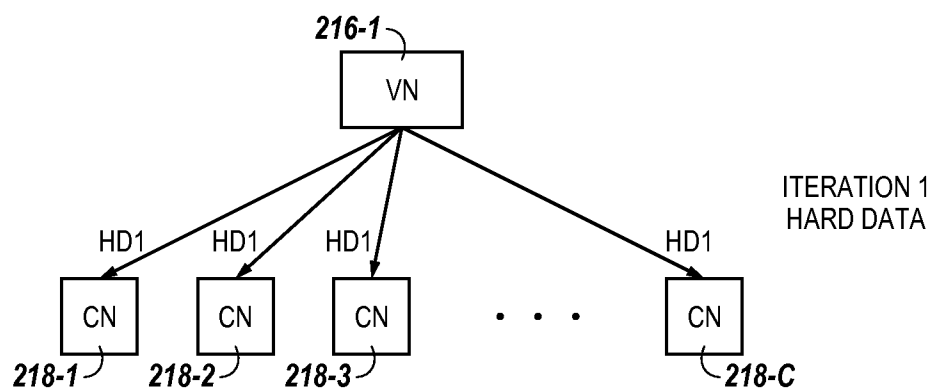 216-1
VN
ITERATION 1
HARD DATA
HD1 HD1 HD1 HD1
CN CN CN . . . CN
218-1 218-2 218-3 218-C